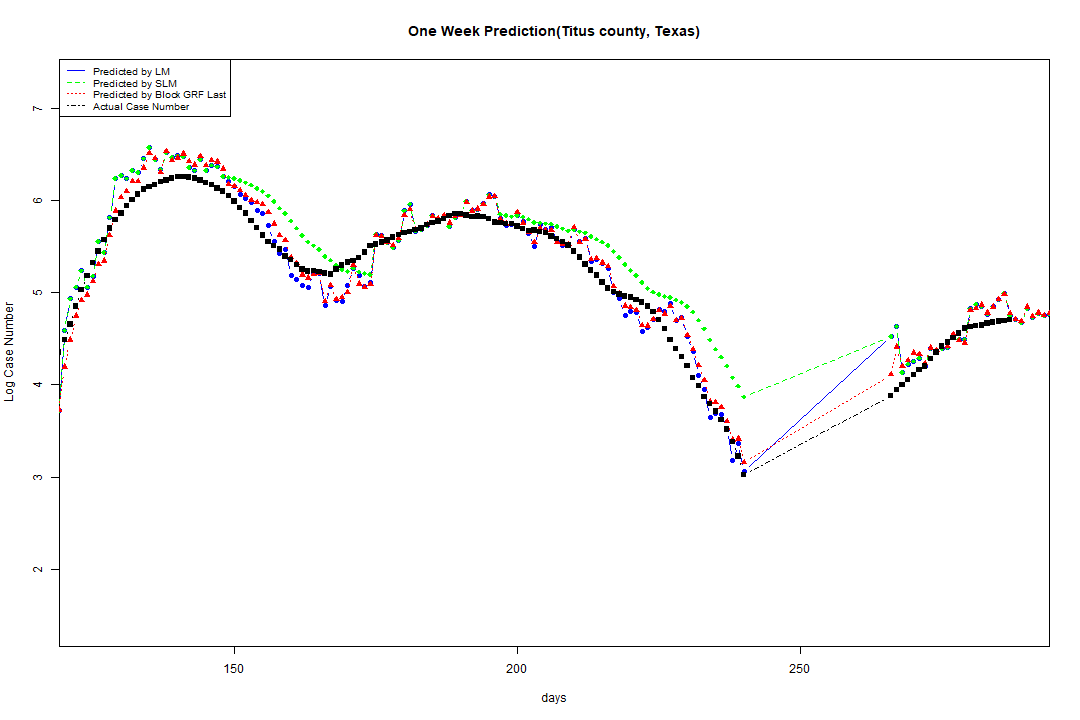 One Week Prediction(Titus county, Texas)
Predicted by LM
Predicted by SLM
Predicted by Block GRF Last
Actual Case Number
7
6
5
4
3
2
Log Case Number
150 200 250
days